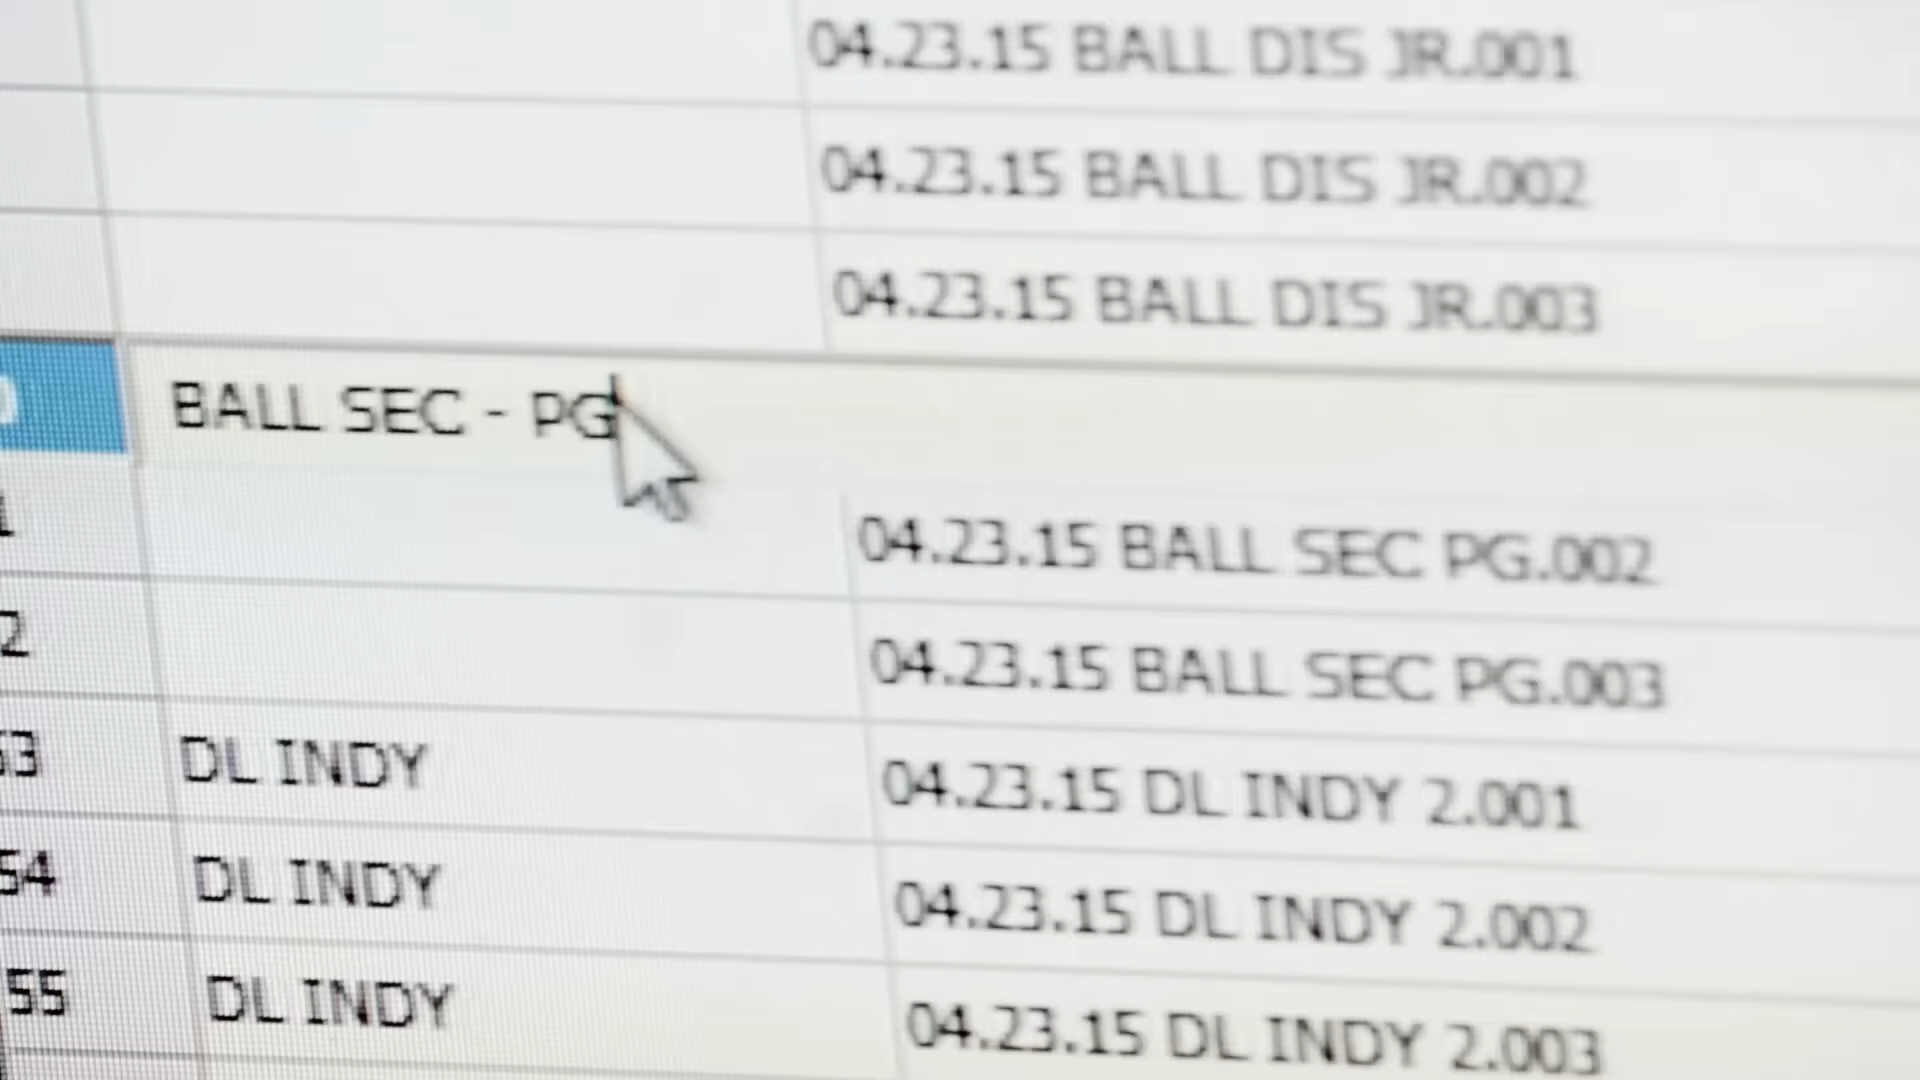 04.23.15 BALL DIS JR.001
04.23.15 BALL DIS JR.002
04.23.15 BALL DIS JR.003
BALL SEC - PG
04.23.15 BALL SEC PG.002
04.23.15 BALL SEC PG.003
DL INDY 04.23.15 DL INDY 2.001
54 DL INDY 04.23.15 DL INDY 2.002
55 DL INDY 04.23.15 DL INDY 2.003